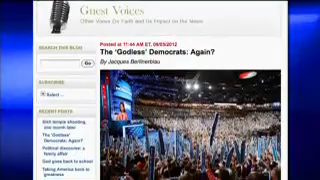 Guest Voices
Other Views On Faith and Its Impact on the News
SEARCH OUR BLOG
Go
SUBSCRIBE
Select ...
RECENT POSTS
Sikh temple shooting, one month later
'Godless' Democrats: Again?
Political discourse: a family affair
God goes back to school
Taking America back to greatness
Posted at 11:44 AM ET, 09/05/2012
The 'Godless' Democrats: Again?
By Jacques Berlinerblau